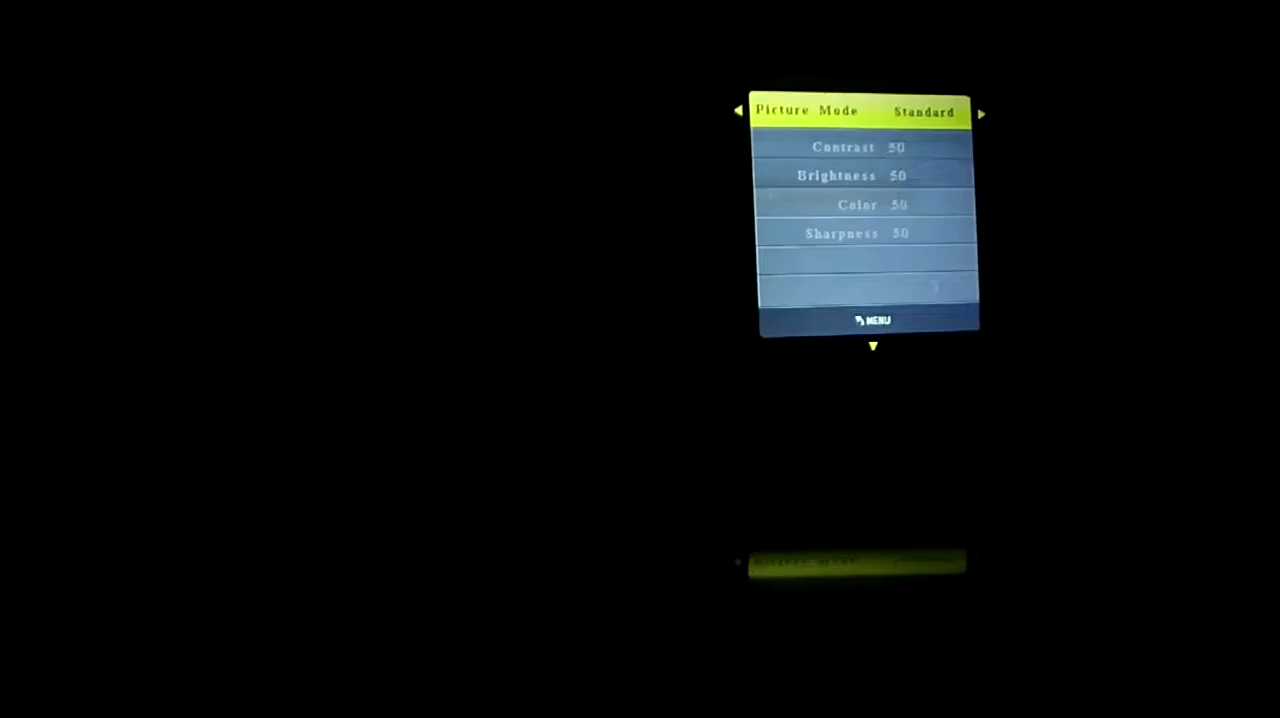 Picture Mode Standard
Contrast 50
Brightness 50
Color 50
Sharpness 50
MENU